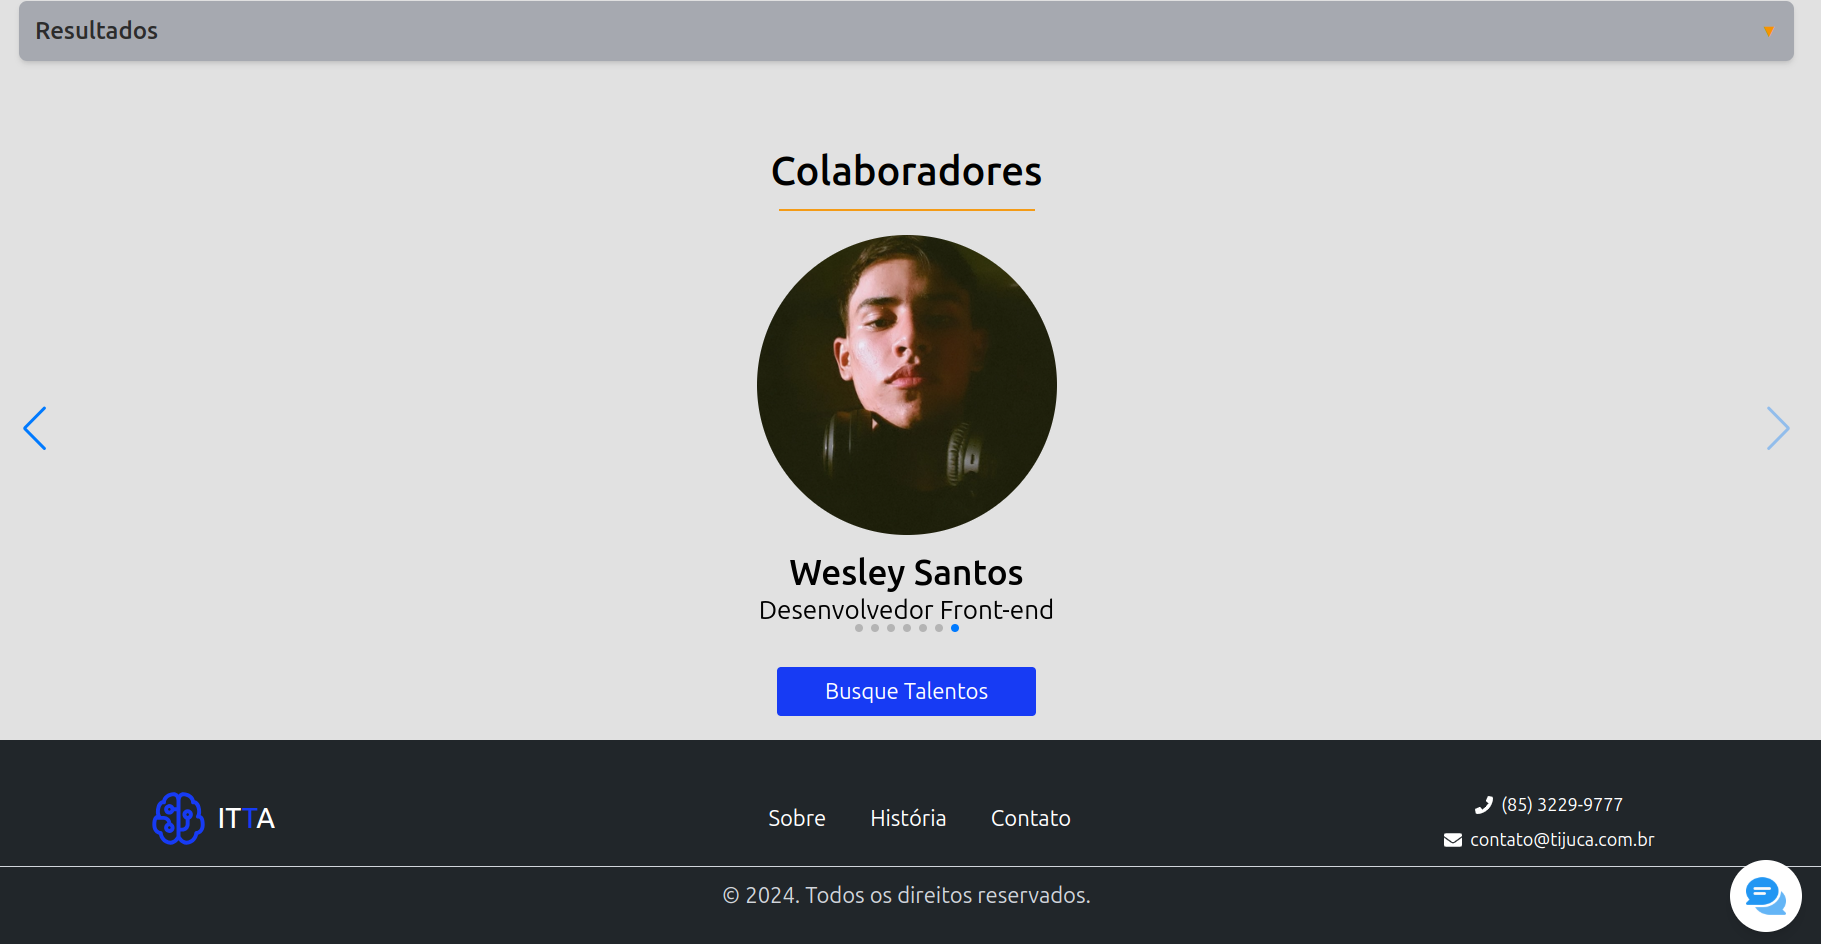 Resultados
Colaboradores
Wesley Santos
Desenvolvedor Front-end
Busque Talentos
ITTA
Sobre
História
Contato
(85) 3229-9777
contato@tijuca.com.br
© 2024. Todos os direitos reservados.